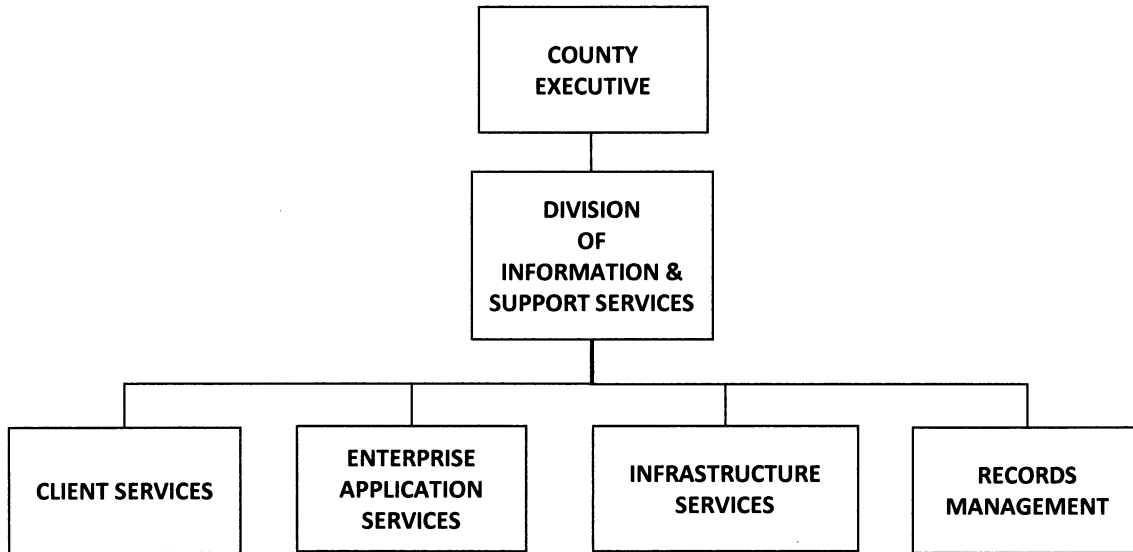 COUNTY
EXECUTIVE
DIVISION
OF
INFORMATION &
SUPPORT SERVICES
CLIENT SERVICES
ENTERPRISE
APPLICATION
SERVICES
INFRASTRUCTURE
SERVICES
RECORDS
MANAGEMENT